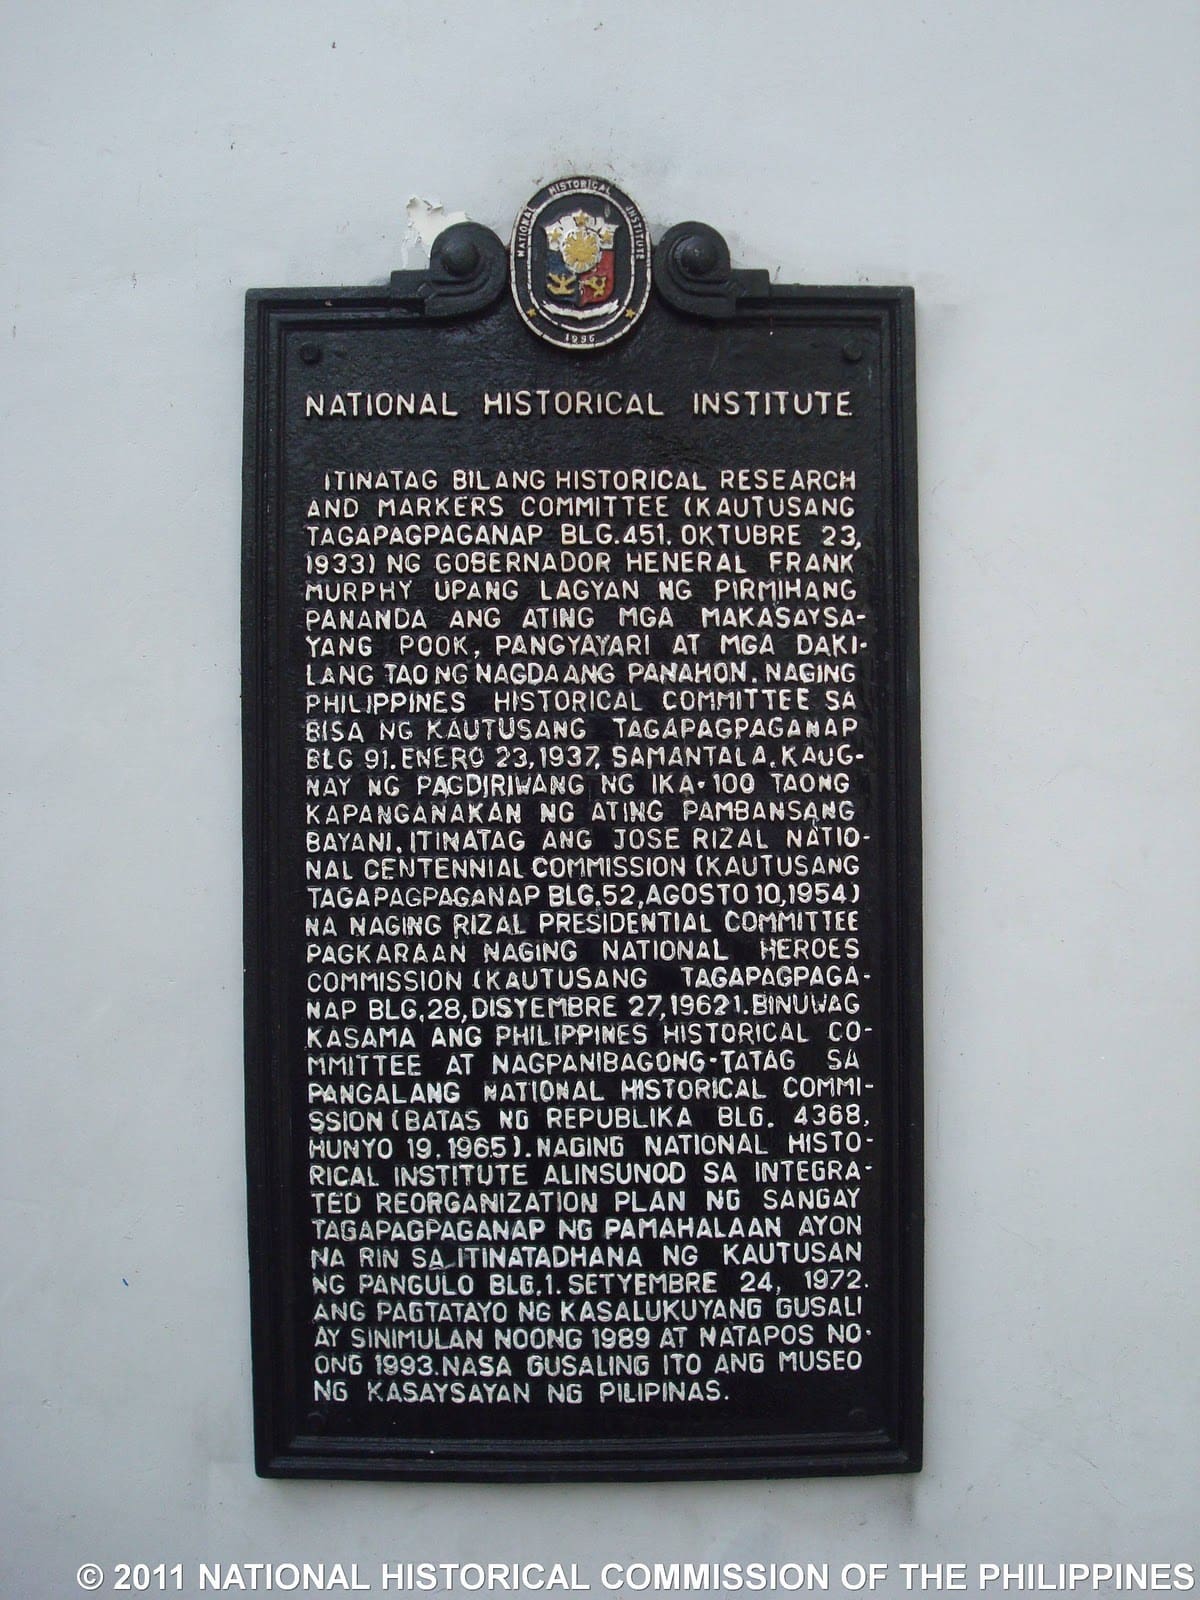 NATIONAL HISTORICAL INSTITUTE
1996
NATIONAL HISTORICAL INSTITUTE
ITINATAG BILANG HISTORICAL RESEARCH
AND MARKERS COMMITTEE (KAUTUSANG
TAGAPAGPAGANAP BLG.451, OKTUBRE 23,
1933) NG GOBERNADOR HENERAL FRANK
MURPHY UPANG LAGYAN NG PIRMIHANG
PANANDA ANG ATING MGA MAKASAYSA-
YANG POOK, PANGYAYARI AT MGA DAKI-
LANG TAO NG NAGDAANG PANAHON. NAGING
PHILIPPINES HISTORICAL COMMITTEE SA
BISA NG KAUTUSANG TAGAPAGPAGANAP
BLG 91. ENERO 23,1937. SAMANTALA, KAUG-
NAY NG PAGDIRIWANG NG IKA-100 TAONG
KAPANGANAKAN NG ATING PAMBANSANG
BAYANI, ITINATAG ANG JOSE RIZAL NATIO-
NAL CENTENNIAL COMMISSION (KAUTUSANG
TAGAPAGPAGANAP BLG.52, AGOSTO 10,1954)
NA NAGING RIZAL PRESIDENTIAL COMMITTEE
PAGKARAAN NAGING NATIONAL HEROES
COMMISSION (KAUTUSANG TAGAPAGPAGA-
NAP BLG.28, DISYEMBRE 27,1962). BINUWAG
KASAMA ANG PHILIPPINES HISTORICAL CO-
MMITTEE AT NAGPANIBAGONG-TATAG SA
PANGALANG NATIONAL HISTORICAL COMMI-
SSION (BATAS NG REPUBLIKA BLG. 4368,
HUNYO 19, 1965). NAGING NATIONAL HISTO-
RICAL INSTITUTE ALINSUNOD SA INTEGRA-
TED REORGANIZATION PLAN NG SANGAY
TAGAPAGPAGANAP NG PAMAHALAAN AYON
NA RIN SA ITINATADHANA NG KAUTUSAN
NG PANGULO BLG.1. SETYEMBRE 24, 1972.
ANG PAGTATAYO NG KASALUKUYANG GUSALI
AY SINIMULAN NOONG 1989 AT NATAPOS NO-
ONG 1993. NASA GUSALING ITO ANG MUSEO
NG KASAYSAYAN NG PILIPINAS.
© 2011 NATIONAL HISTORICAL COMMISSION OF THE PHILIPPINES